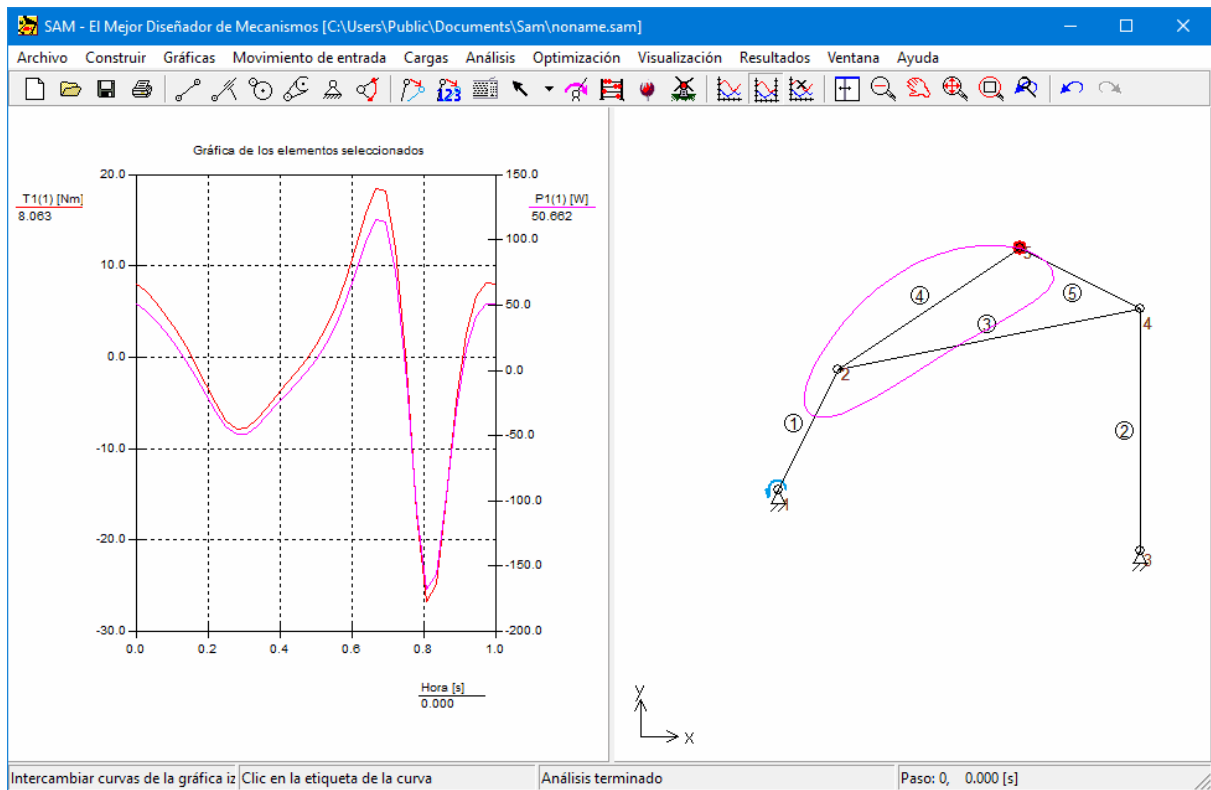 SAM - El Mejor Diseñador de Mecanismos [C:\Users\Public\Documents\Sam\noname.sam]
Archivo Construir Gráficas Movimiento de entrada Cargas Análisis Optimización Visualización Resultados Ventana Ayuda
123
Gráfica de los elementos seleccionados
T1(1) [Nm]
8.063
P1(1) [W]
50.662
20.0
10.0
0.0
-10.0
-20.0
-30.0
150.0
100.0
50.0
-0.0
-50.0
-100.0
-150.0
-200.0
0.0 0.2 0.4 0.6 0.8 1.0
Hora [s]
0.000
5
4
5
3
4
2
1
2
1
3
y
x
Intercambiar curvas de la gráfica iz
Clic en la etiqueta de la curva
Análisis terminado
Paso: 0, 0.000 [s]